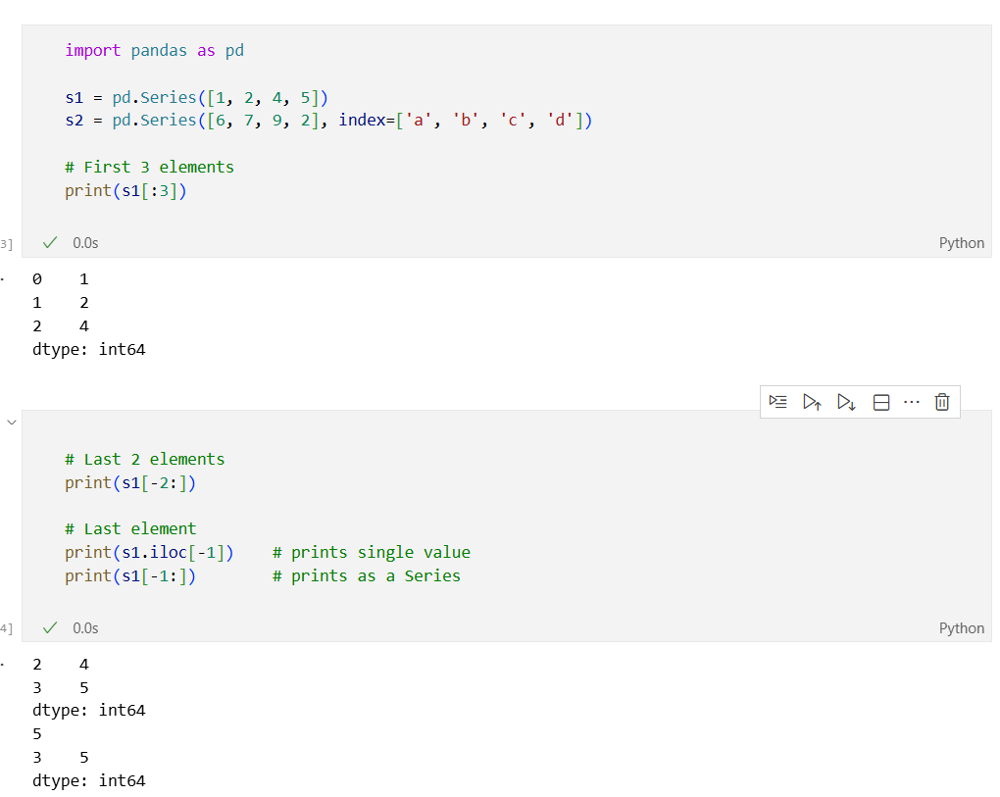 import pandas as pd
s1 = pd.Series([1, 2, 4, 5])
s2 = pd.Series([6, 7, 9, 2], index=['a', 'b', 'c', 'd'])
# First 3 elements
print(s1[:3])
3]
0.0s
Python
0    1
1    2
2    4
dtype: int64
# Last 2 elements
print(s1[-2:])
# Last element
print(s1.iloc[-1])    # prints single value
print(s1[-1:])        # prints as a Series
4]
0.0s
Python
2    4
3    5
dtype: int64
5
3    5
dtype: int64